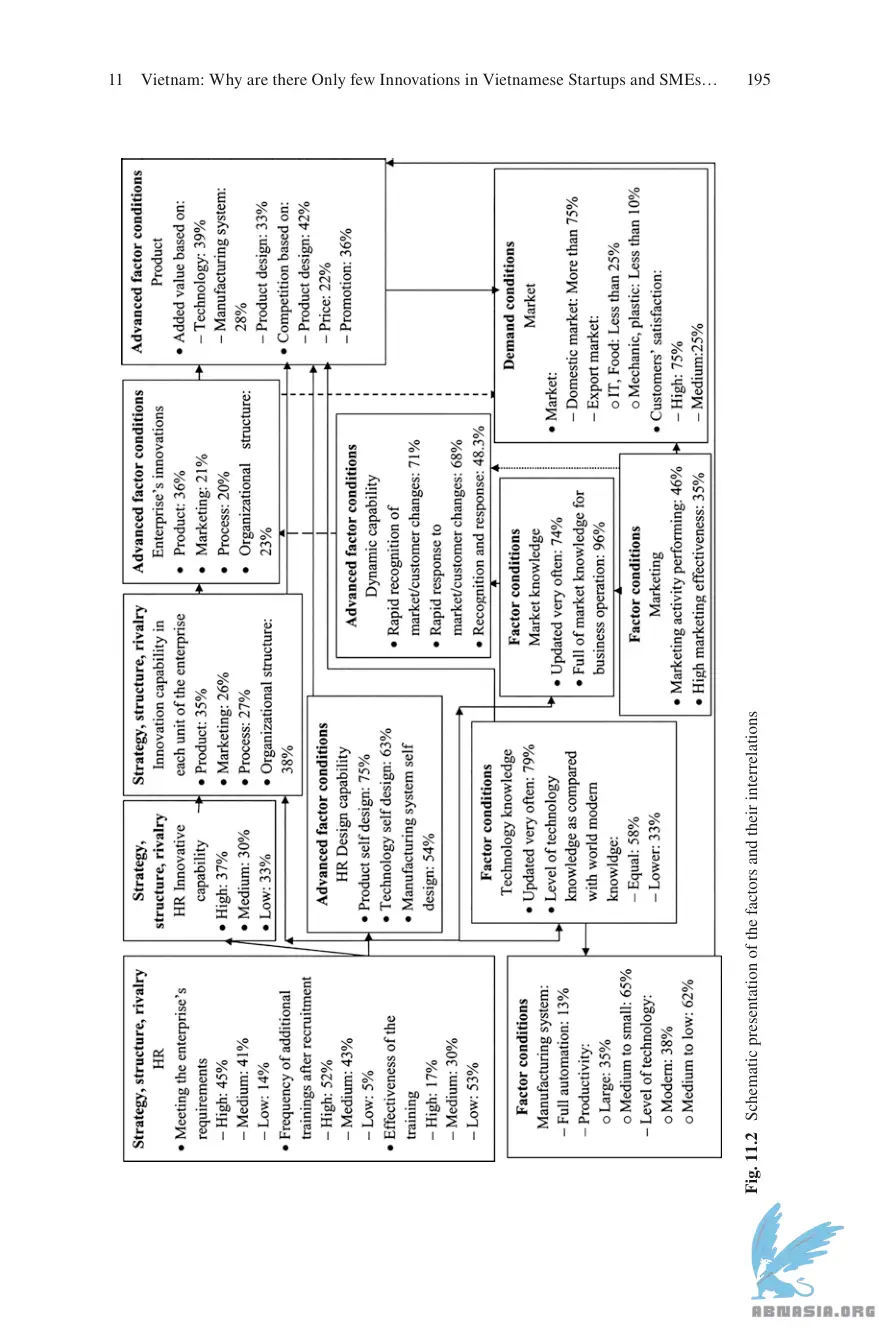 11 Vietnam: Why are there Only few Innovations in Vietnamese Startups and SMEs… 195
Strategy, structure, rivalry
HR
• Meeting the enterprise's
requirements
– High: 45%
– Medium: 41%
– Low: 14%
• Frequency of additional
trainings after recruitment
– High: 52%
– Medium: 43%
– Low: 5%
• Effectiveness of the
training
– High: 17%
– Medium: 30%
– Low: 53%
Factor conditions
Manufacturing system:
– Full automation: 13%
– Productivity:
○ Large: 35%
○ Medium to small: 65%
– Level of technology:
○ Modern: 38%
○ Medium to low: 62%
Strategy,
structure, rivalry
HR Innovative
capability
• High: 37%
• Medium: 30%
• Low: 33%
Advanced factor conditions
HR Design capability
• Product self design: 75%
• Technology self design: 63%
• Manufacturing system self
design: 54%
Factor conditions
Technology knowledge
• Updated very often: 79%
• Level of technology
knowledge as compared
with world modern
knowldge:
– Equal: 58%
– Lower: 33%
Strategy, structure, rivalry
Innovation capability in
each unit of the enterprise
• Product: 35%
• Marketing: 26%
• Process: 27%
• Organizational structure:
38%
Advanced factor conditions
Enterprise's innovations
• Product: 36%
• Marketing: 21%
• Process: 20%
• Organizational structure:
23%
Advanced factor conditions
Dynamic capability
• Rapid recognition of
market/customer changes: 71%
• Rapid response to
market/customer changes: 68%
• Recognition and response: 48.3%
Factor conditions
Market knowledge
• Updated very often: 74%
• Full of market knowledge for
business operation: 96%
Factor conditions
Marketing
• Marketing activity performing: 46%
• High marketing effectiveness: 35%
Advanced factor conditions
Product
• Added value based on:
– Technology: 39%
– Manufacturing system:
28%
– Product design: 33%
• Competition based on:
– Product design: 42%
– Price: 22%
– Promotion: 36%
Demand conditions
Market
• Market:
– Domestic market: More than 75%
– Export market:
○ IT, Food: Less than 25%
○ Mechanic, plastic: Less than 10%
• Customers' satisfaction:
– High: 75%
– Medium:25%
Fig. 11.2 Schematic presentation of the factors and their interrelations
ABMASIA.ORG